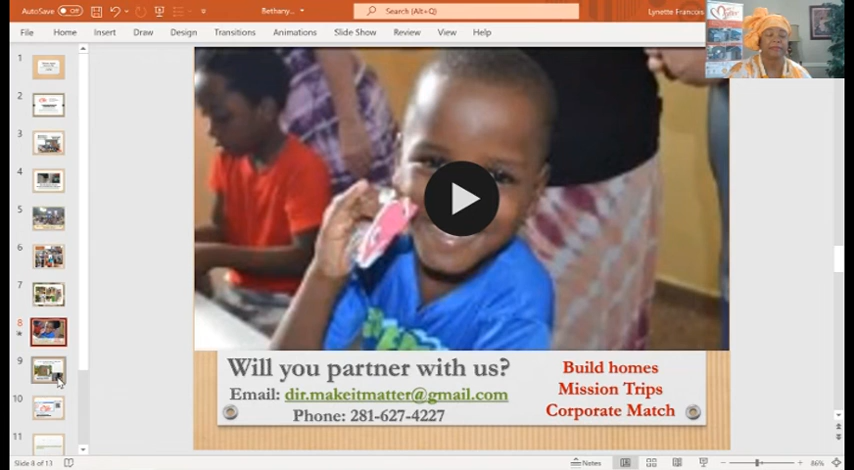 AutoSave
Off
Bethany...
Search (Alt+Q)
Lynette Francois
File Home Insert Draw Design Transitions Animations Slide Show Review View Help
1
2
3
4
5
6
7
8
9
10
11
Will you partner with us?
Email: dir.makeitmatter@gmail.com
Phone: 281-627-4227
Build homes
Mission Trips
Corporate Match
Slide 8 of 13
Notes
86%